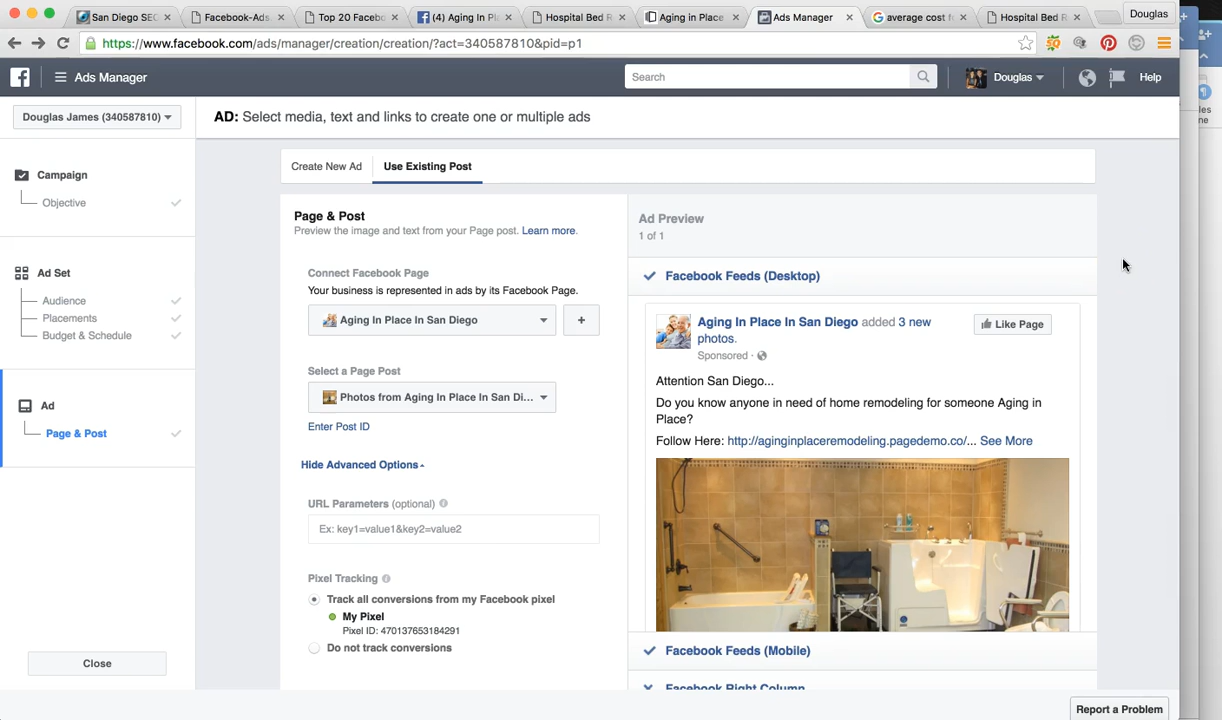 San Diego SEO
Facebook-Ads
Top 20 Facebo
(4) Aging In Pl
Hospital Bed R
Aging in Place
Ads Manager
average cost f
Hospital Bed R
Douglas
https://www.facebook.com/ads/manager/creation/creation/?act=340587810&pid=p1
Ads Manager
Search
Douglas
Help
Douglas James (340587810)
AD: Select media, text and links to create one or multiple ads
Campaign
Objective
Ad Set
Audience
Placements
Budget & Schedule
Ad
Page & Post
Close
Create New Ad
Use Existing Post
Page & Post
Preview the image and text from your Page post. Learn more.
Connect Facebook Page
Your business is represented in ads by its Facebook Page.
Aging In Place In San Diego
+
Select a Page Post
Photos from Aging In Place In San Di...
Enter Post ID
Hide Advanced Options
URL Parameters (optional)
Ex: key1=value1&key2=value2
Pixel Tracking
Track all conversions from my Facebook pixel
My Pixel
Pixel ID: 470137653184291
Do not track conversions
Ad Preview
1 of 1
Facebook Feeds (Desktop)
Aging In Place In San Diego added 3 new
photos.
Sponsored ·
Like Page
Attention San Diego...
Do you know anyone in need of home remodeling for someone Aging in
Place?
Follow Here: http://aginginplaceremodeling.pagedemo.co/... See More
Facebook Feeds (Mobile)
Facebook Right Column
Report a Problem